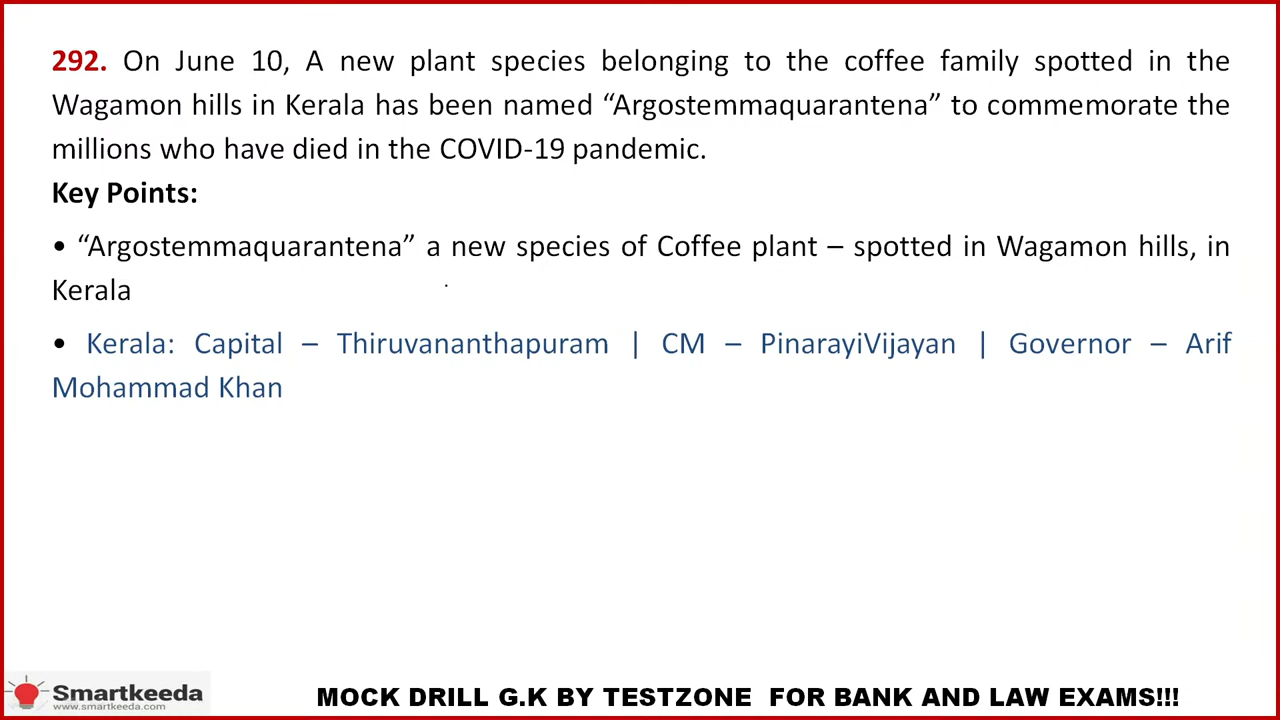 292. On June 10, A new plant species belonging to the coffee family spotted in the
Wagamon hills in Kerala has been named “Argostemmaquarantena” to commemorate the
millions who have died in the COVID-19 pandemic.
Key Points:
• “Argostemmaquarantena” a new species of Coffee plant – spotted in Wagamon hills, in
Kerala
• Kerala: Capital – Thiruvananthapuram | CM – PinarayiVijayan | Governor – Arif
Mohammad Khan
Smartkeeda
www.smartkeeda.com
MOCK DRILL G.K BY TESTZONE FOR BANK AND LAW EXAMS!!!